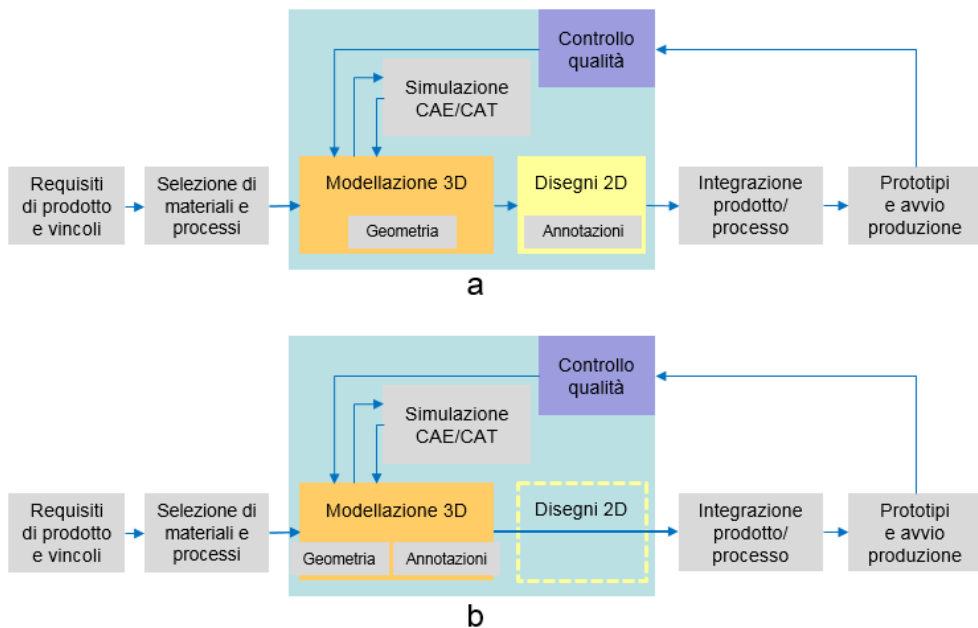 Controllo
qualità
Simulazione
CAE/CAT
Requisiti
di prodotto
e vincoli
Selezione di
materiali e
processi
Modellazione 3D
Geometria
Disegni 2D
Annotazioni
Integrazione
prodotto/
processo
Prototipi
e avvio
produzione
a
Controllo
qualità
Simulazione
CAE/CAT
Requisiti
di prodotto
e vincoli
Selezione di
materiali e
processi
Modellazione 3D
Geometria
Annotazioni
Disegni 2D
Integrazione
prodotto/
processo
Prototipi
e avvio
produzione
b